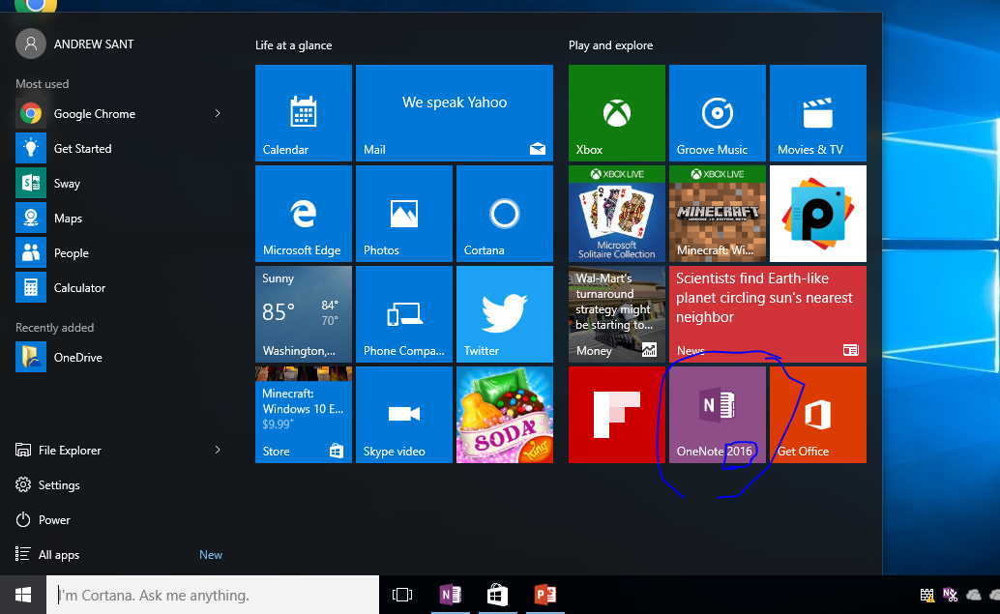 ANDREW SANT
Most used
Google Chrome
Get Started
Sway
Maps
People
Calculator
Recently added
OneDrive
File Explorer
Settings
Power
All apps
New
Life at a glance
Calendar
We speak Yahoo
Mail
Microsoft Edge
Photos
Cortana
Sunny
85°
84°
70°
Washington,...
Phone Compa...
Twitter
Minecraft:
Windows 10 E...
$9.99+
Store
Skype video
SODA
King
Play and explore
Xbox
Groove Music
Movies & TV
XBOX LIVE
Microsoft
Solitaire Collection
XBOX LIVE
MINECRAFT
WINDOWS 10 EDITION BETA
Minecraft: Wi...
Wal-Mart's
turnaround
strategy might
be starting to...
Money
Scientists find Earth-like
planet circling sun's nearest
neighbor
News
OneNote 2016
Get Office
I'm Cortana. Ask me anything.